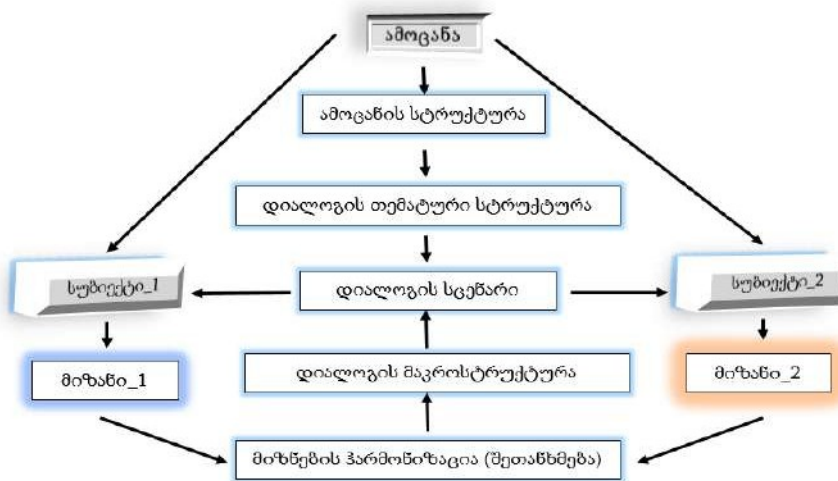 ამოცანა
ამოცანის სტრუქტურა
დიალოგის თემატური სტრუქტურა
სუბიექტი_1
დიალოგის სცენარი
სუბიექტი_2
მიზანი_1
დიალოგის მაკროსტრუქტურა
მიზანი_2
მიზნების ჰარმონიზაცია (შეთანხმება)